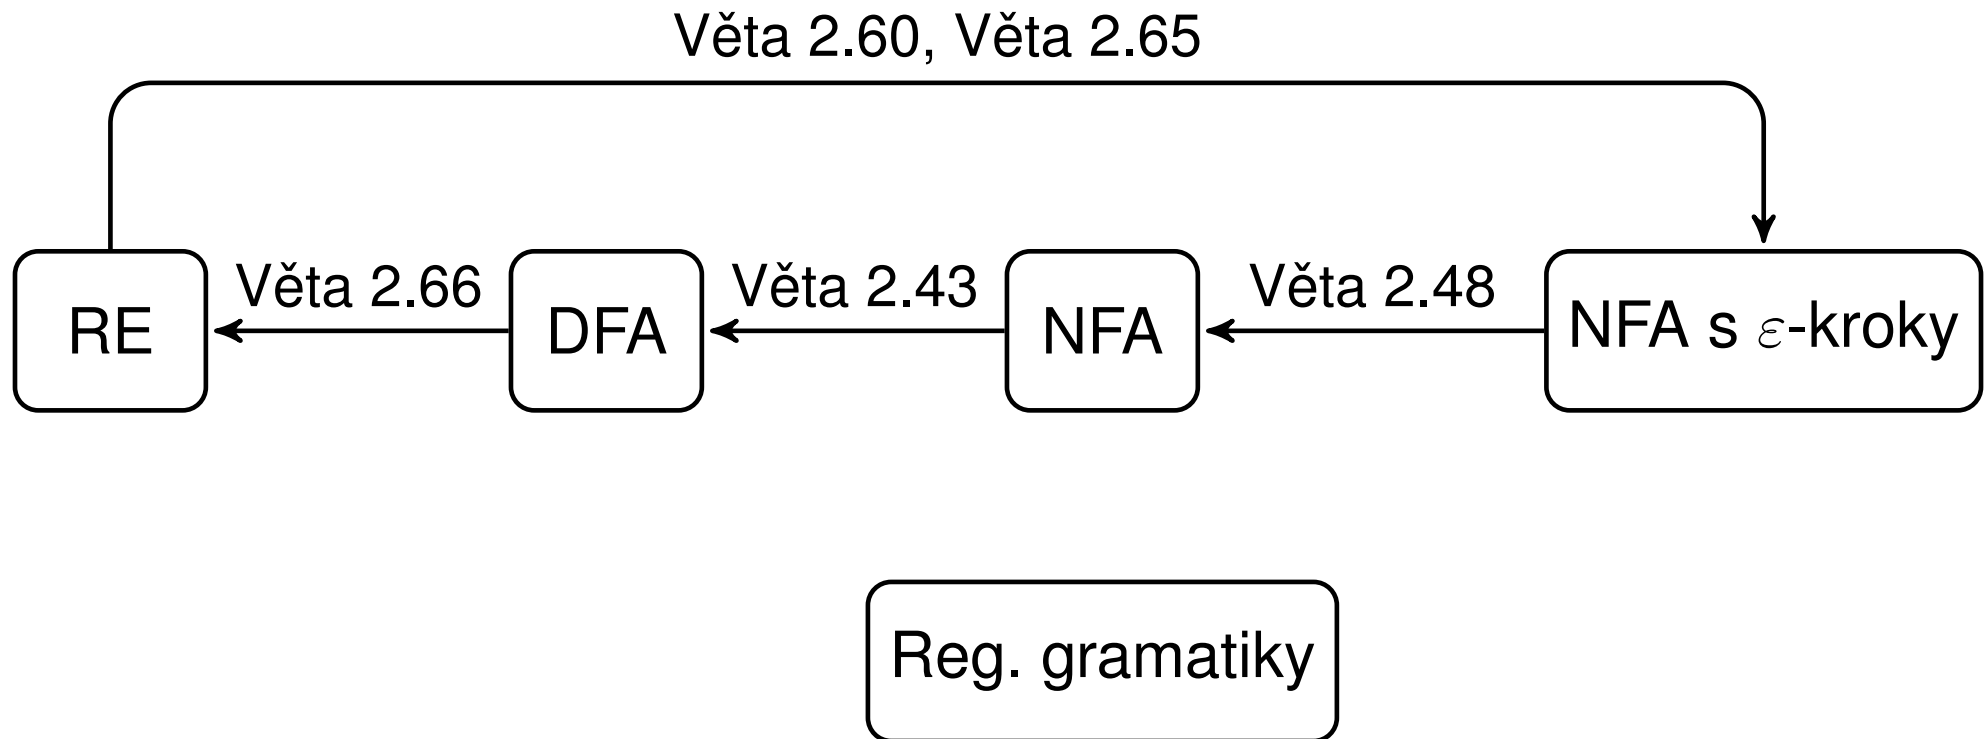 Věta 2.60, Věta 2.65
RE
Věta 2.66
DFA
Věta 2.43
NFA
Věta 2.48
NFA s ε-kroky
Reg. gramatiky